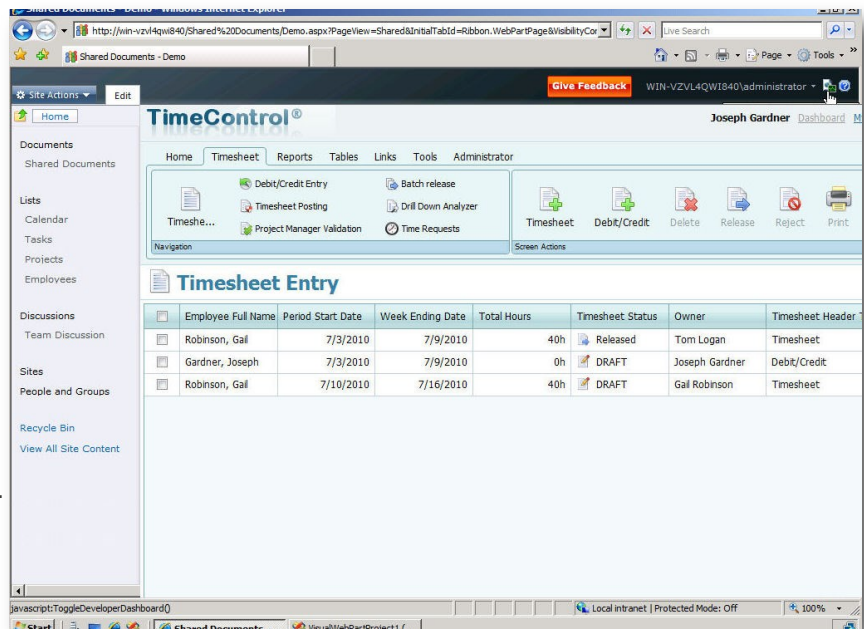 Shared Documents - Demo - Windows Internet Explorer
http://win-vzvl4qwi840/Shared%20Documents/Demo.aspx?PageView=Shared&InitialTabId=Ribbon.WebPartPage&VisibilityCor
Live Search
Shared Documents - Demo
Page
Tools
Site Actions
Edit
Give Feedback
WIN-VZVL4QWI840\administrator
Home
TimeControl®
Joseph Gardner Dashboard M
Documents
Shared Documents
Lists
Calendar
Tasks
Projects
Employees
Discussions
Team Discussion
Sites
People and Groups
Recycle Bin
View All Site Content
Home Timesheet Reports Tables Links Tools Administrator
Timeshe...
Debit/Credit Entry
Timesheet Posting
Project Manager Validation
Batch release
Drill Down Analyzer
Time Requests
Navigation
Timesheet Debit/Credit Delete Release Reject Print
Screen Actions
Timesheet Entry
Employee Full Name Period Start Date Week Ending Date Total Hours Timesheet Status Owner Timesheet Header T
Robinson, Gail 7/3/2010 7/9/2010 40h Released Tom Logan Timesheet
Gardner, Joseph 7/3/2010 7/9/2010 0h DRAFT Joseph Gardner Debit/Credit
Robinson, Gail 7/10/2010 7/16/2010 40h DRAFT Gail Robinson Timesheet
javascript:ToggleDeveloperDashboard()
Local intranet | Protected Mode: Off
100%
Start
Shared Documents
VisualWebPartProject1 (